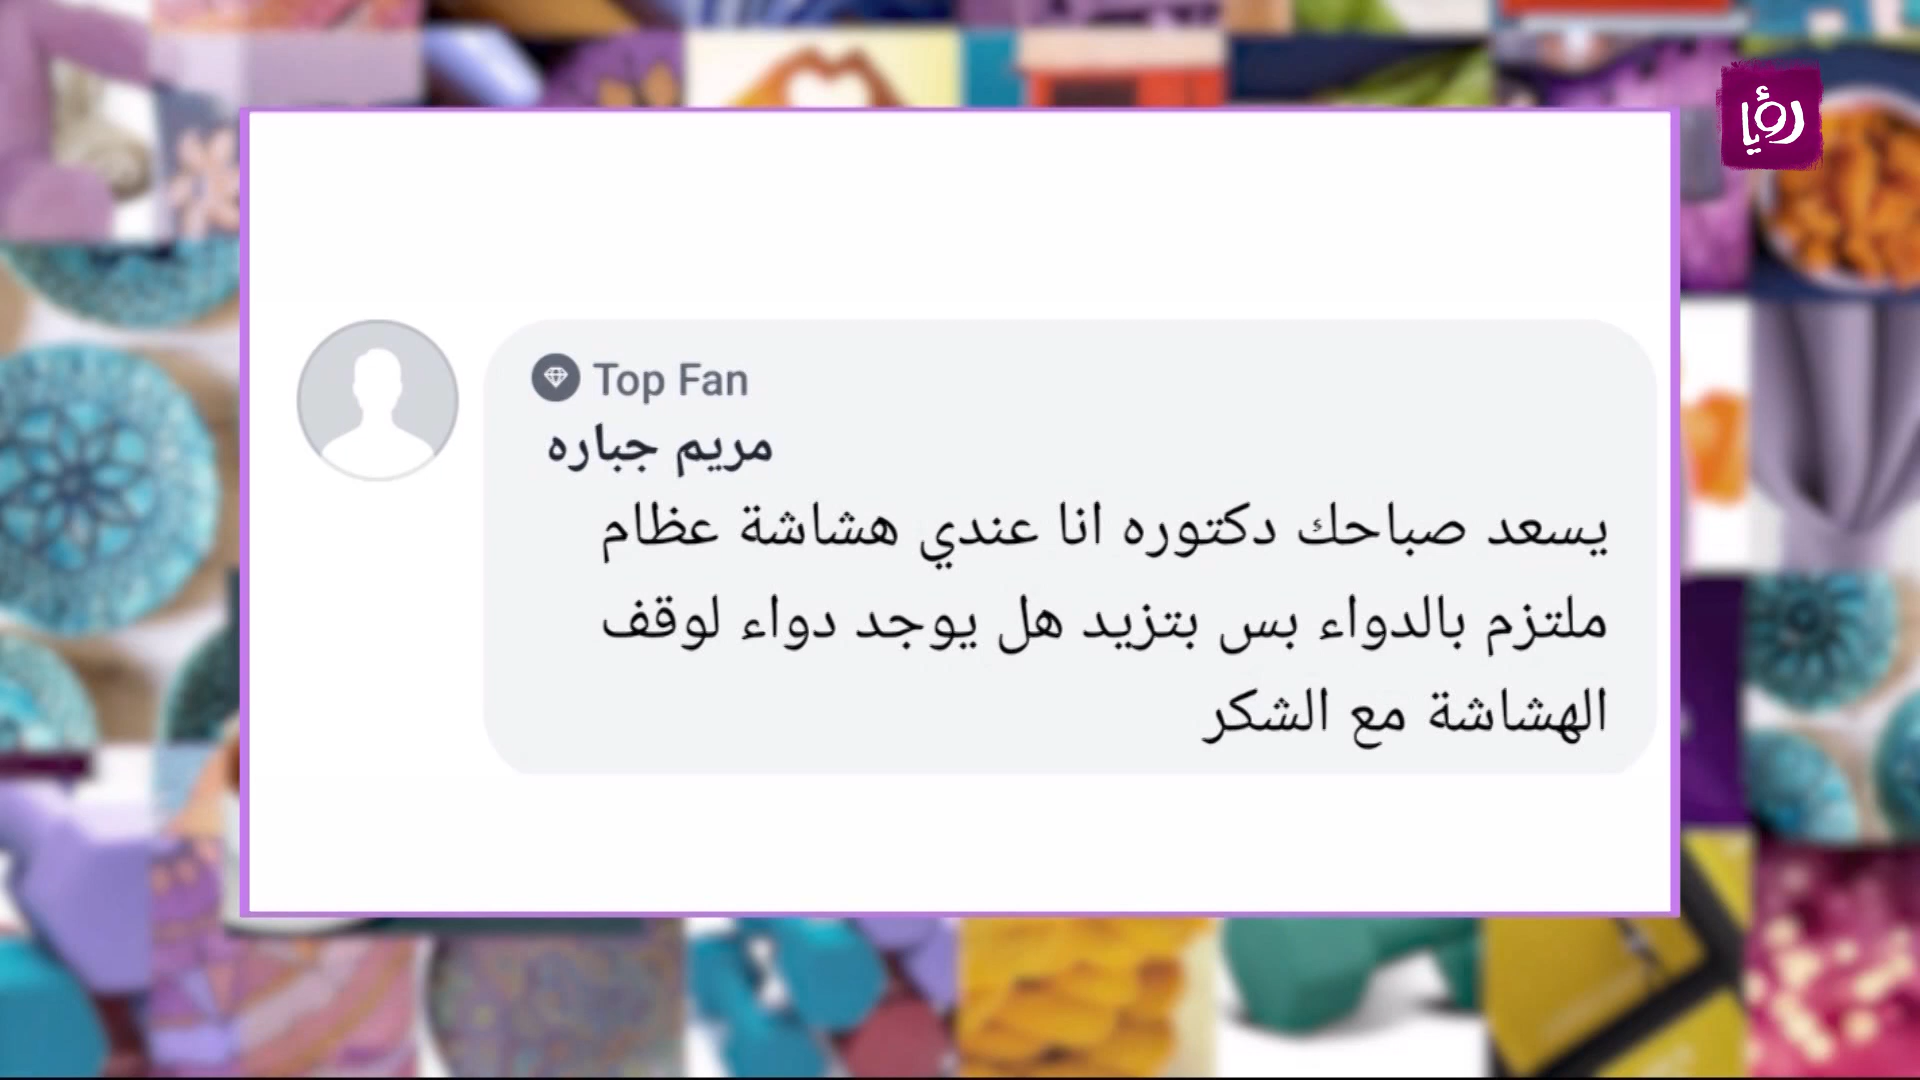 رؤيا
Top Fan
مريم جباره
يسعد صباحك دكتوره انا عندي هشاشة عظام
ملتزم بالدواء بس بتزيد هل يوجد دواء لوقف
الهشاشة مع الشكر